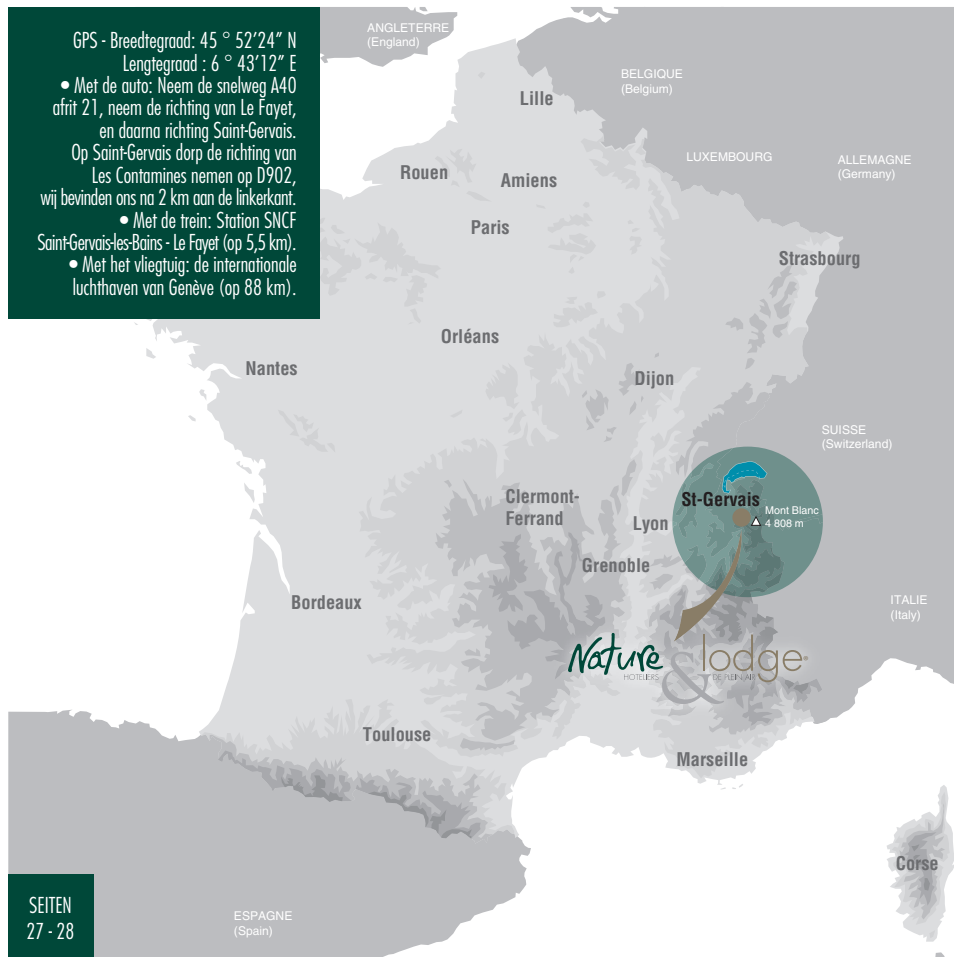 GPS - Breedtegraad: 45 ° 52’24” N
Lengtegraad : 6 ° 43’12” E
• Met de auto: Neem de snelweg A40
afrit 21, neem de richting van Le Fayet,
en daarna richting Saint-Gervais.
Op Saint-Gervais dorp de richting van
Les Contamines nemen op D902,
wij bevinden ons na 2 km aan de linkerkant.
• Met de trein: Station SNCF
Saint-Gervais-les-Bains - Le Fayet (op 5,5 km).
• Met het vliegtuig: de internationale
luchthaven van Genève (op 88 km).
ANGLETERRE
(England)
BELGIQUE
(Belgium)
Lille
LUXEMBOURG
ALLEMAGNE
(Germany)
Rouen
Amiens
Paris
Strasbourg
Orléans
Nantes
Dijon
SUISSE
(Switzerland)
St-Gervais
Mont Blanc
4 808 m
Clermont-
Ferrand
Lyon
Grenoble
Bordeaux
ITALIE
(Italy)
Nature & lodge®
HOTELIERS DE PLEIN AIR
Toulouse
Marseille
Corse
SEITEN
27 - 28
ESPAGNE
(Spain)